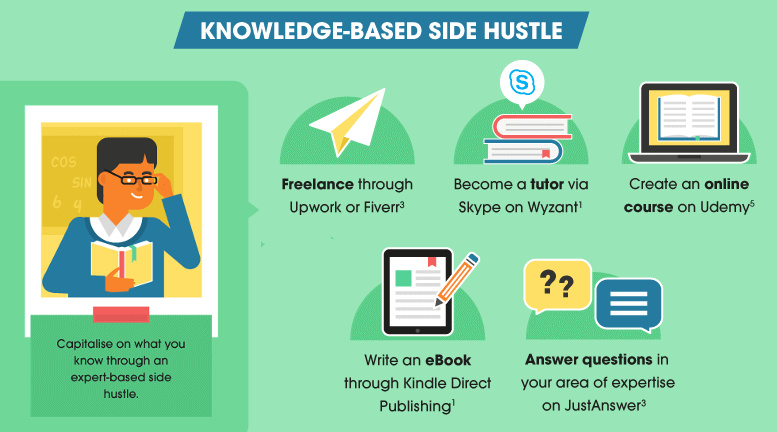 KNOWLEDGE-BASED SIDE HUSTLE
COS
SIN
6 9
Capitalise on what you
know through an
expert-based side
hustle.
Freelance through
Upwork or Fiverr³
S
Become a tutor via
Skype on Wyzant¹
Create an online
course on Udemy⁵
Write an eBook
through Kindle Direct
Publishing¹
??
Answer questions in
your area of expertise
on JustAnswer³